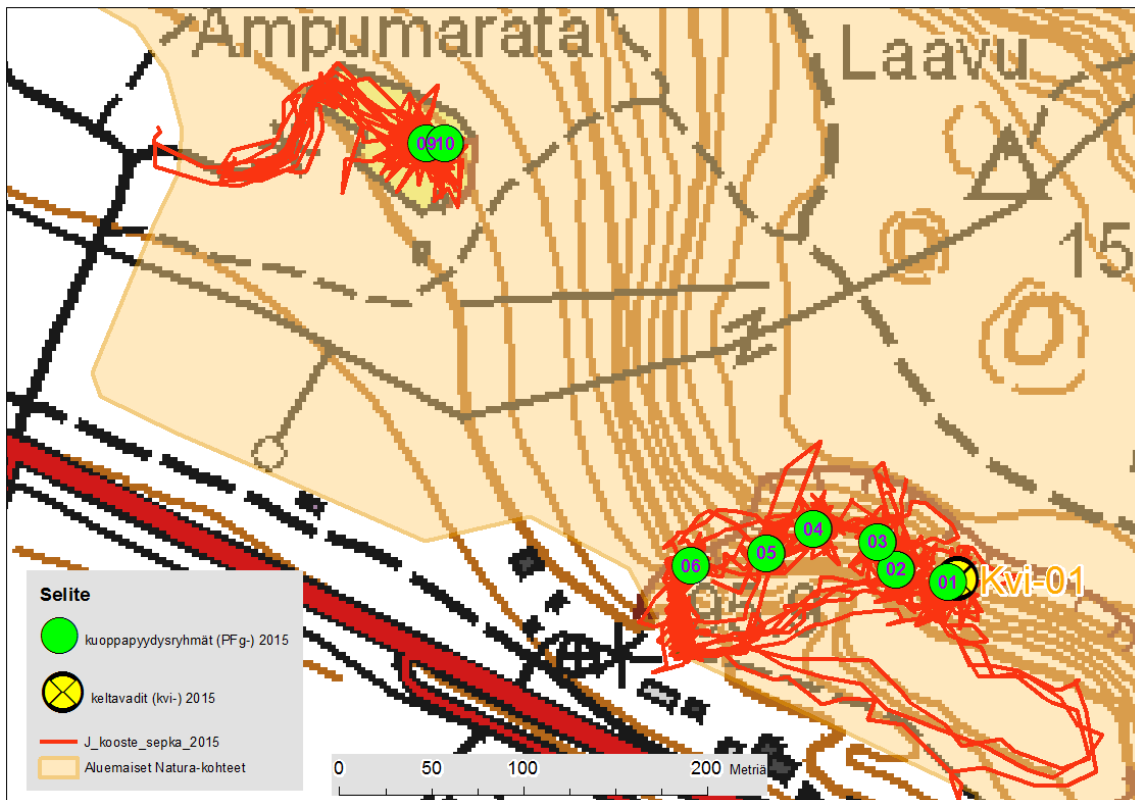 Ampumarata
Laavu
0910
15
04
03
05
06
02
01
Kvi-01
Selite
kuoppapyydysryhmät (PFg-) 2015
keltavadit (kvi-) 2015
J_kooste_sepka_2015
Aluemaiset Natura-kohteet
0 50 100 200 Metriä